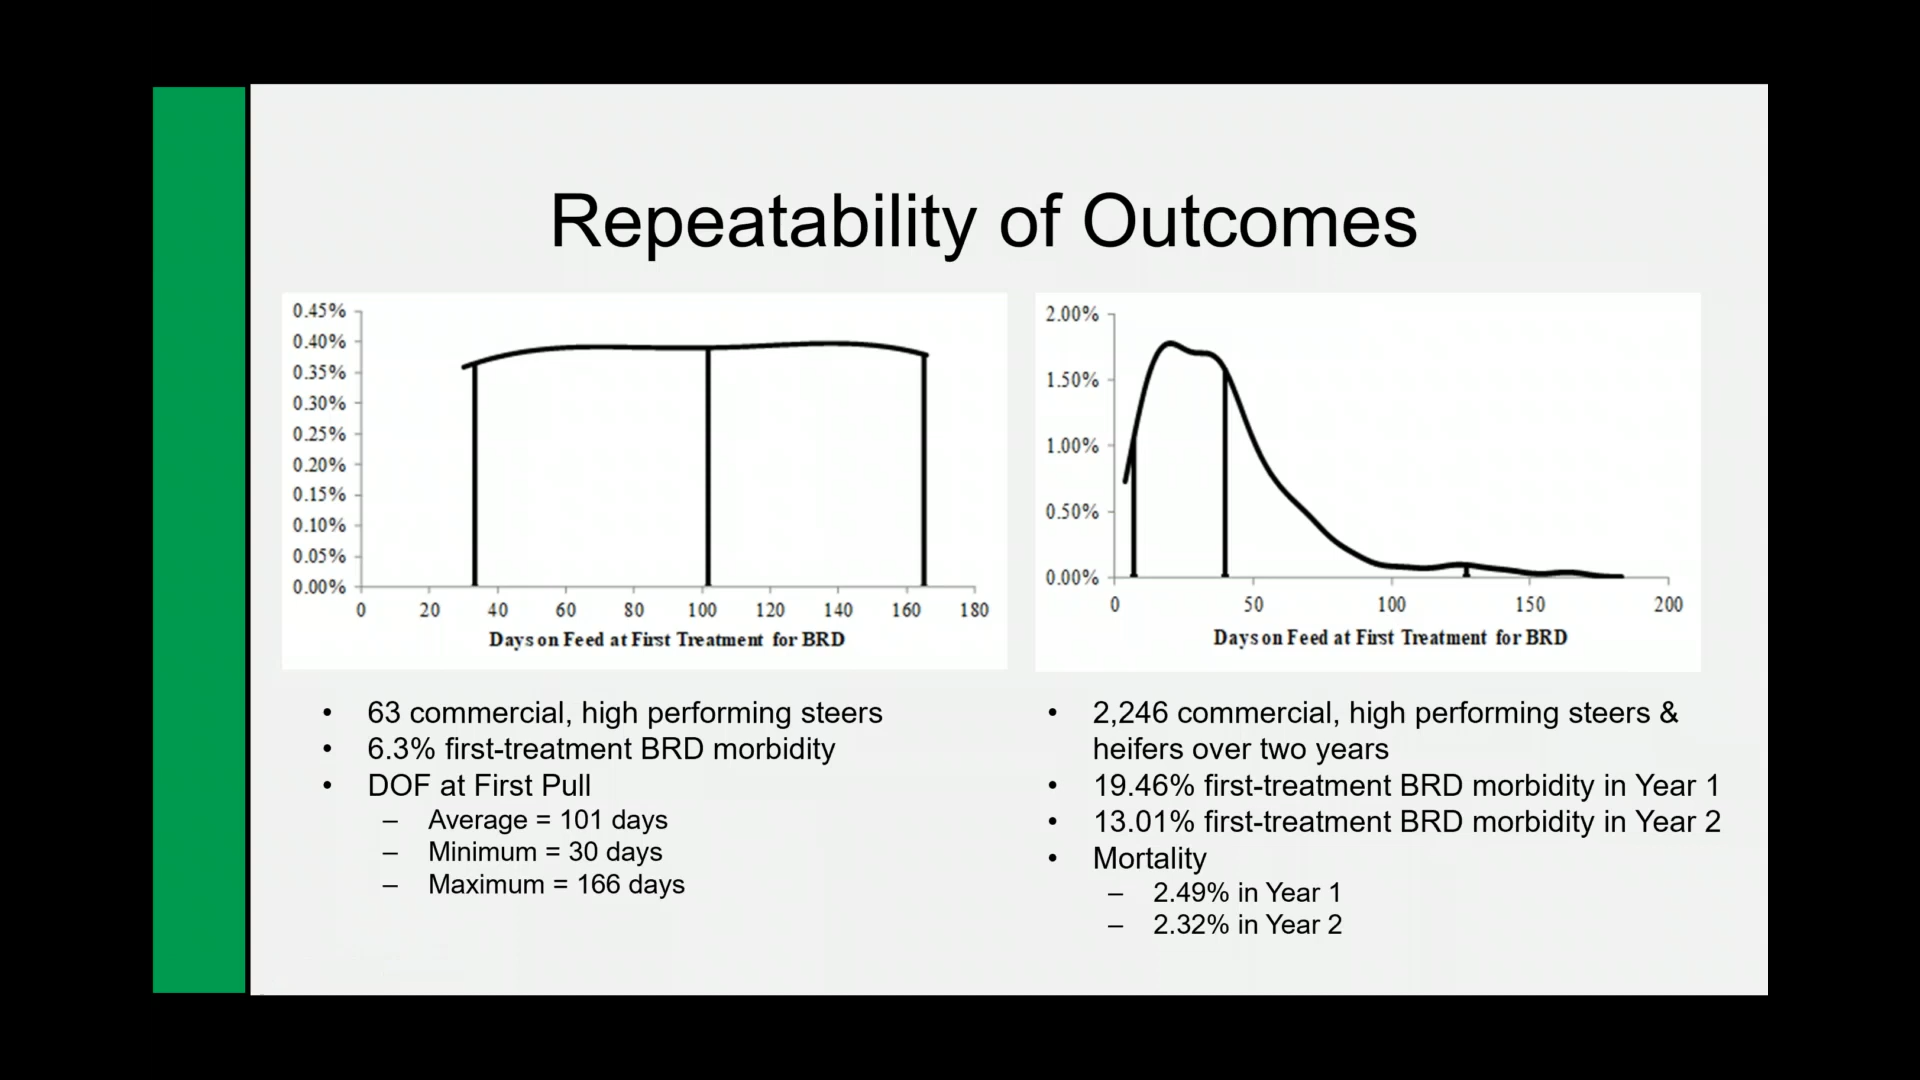 Repeatability of Outcomes
0.45%
0.40%
0.35%
0.30%
0.25%
0.20%
0.15%
0.10%
0.05%
0.00%
0 20 40 60 80 100 120 140 160 180
Days on Feed at First Treatment for BRD
• 63 commercial, high performing steers
• 6.3% first-treatment BRD morbidity
• DOF at First Pull
– Average = 101 days
– Minimum = 30 days
– Maximum = 166 days
2.00%
1.50%
1.00%
0.50%
0.00%
0 50 100 150 200
Days on Feed at First Treatment for BRD
• 2,246 commercial, high performing steers &
heifers over two years
• 19.46% first-treatment BRD morbidity in Year 1
• 13.01% first-treatment BRD morbidity in Year 2
• Mortality
– 2.49% in Year 1
– 2.32% in Year 2